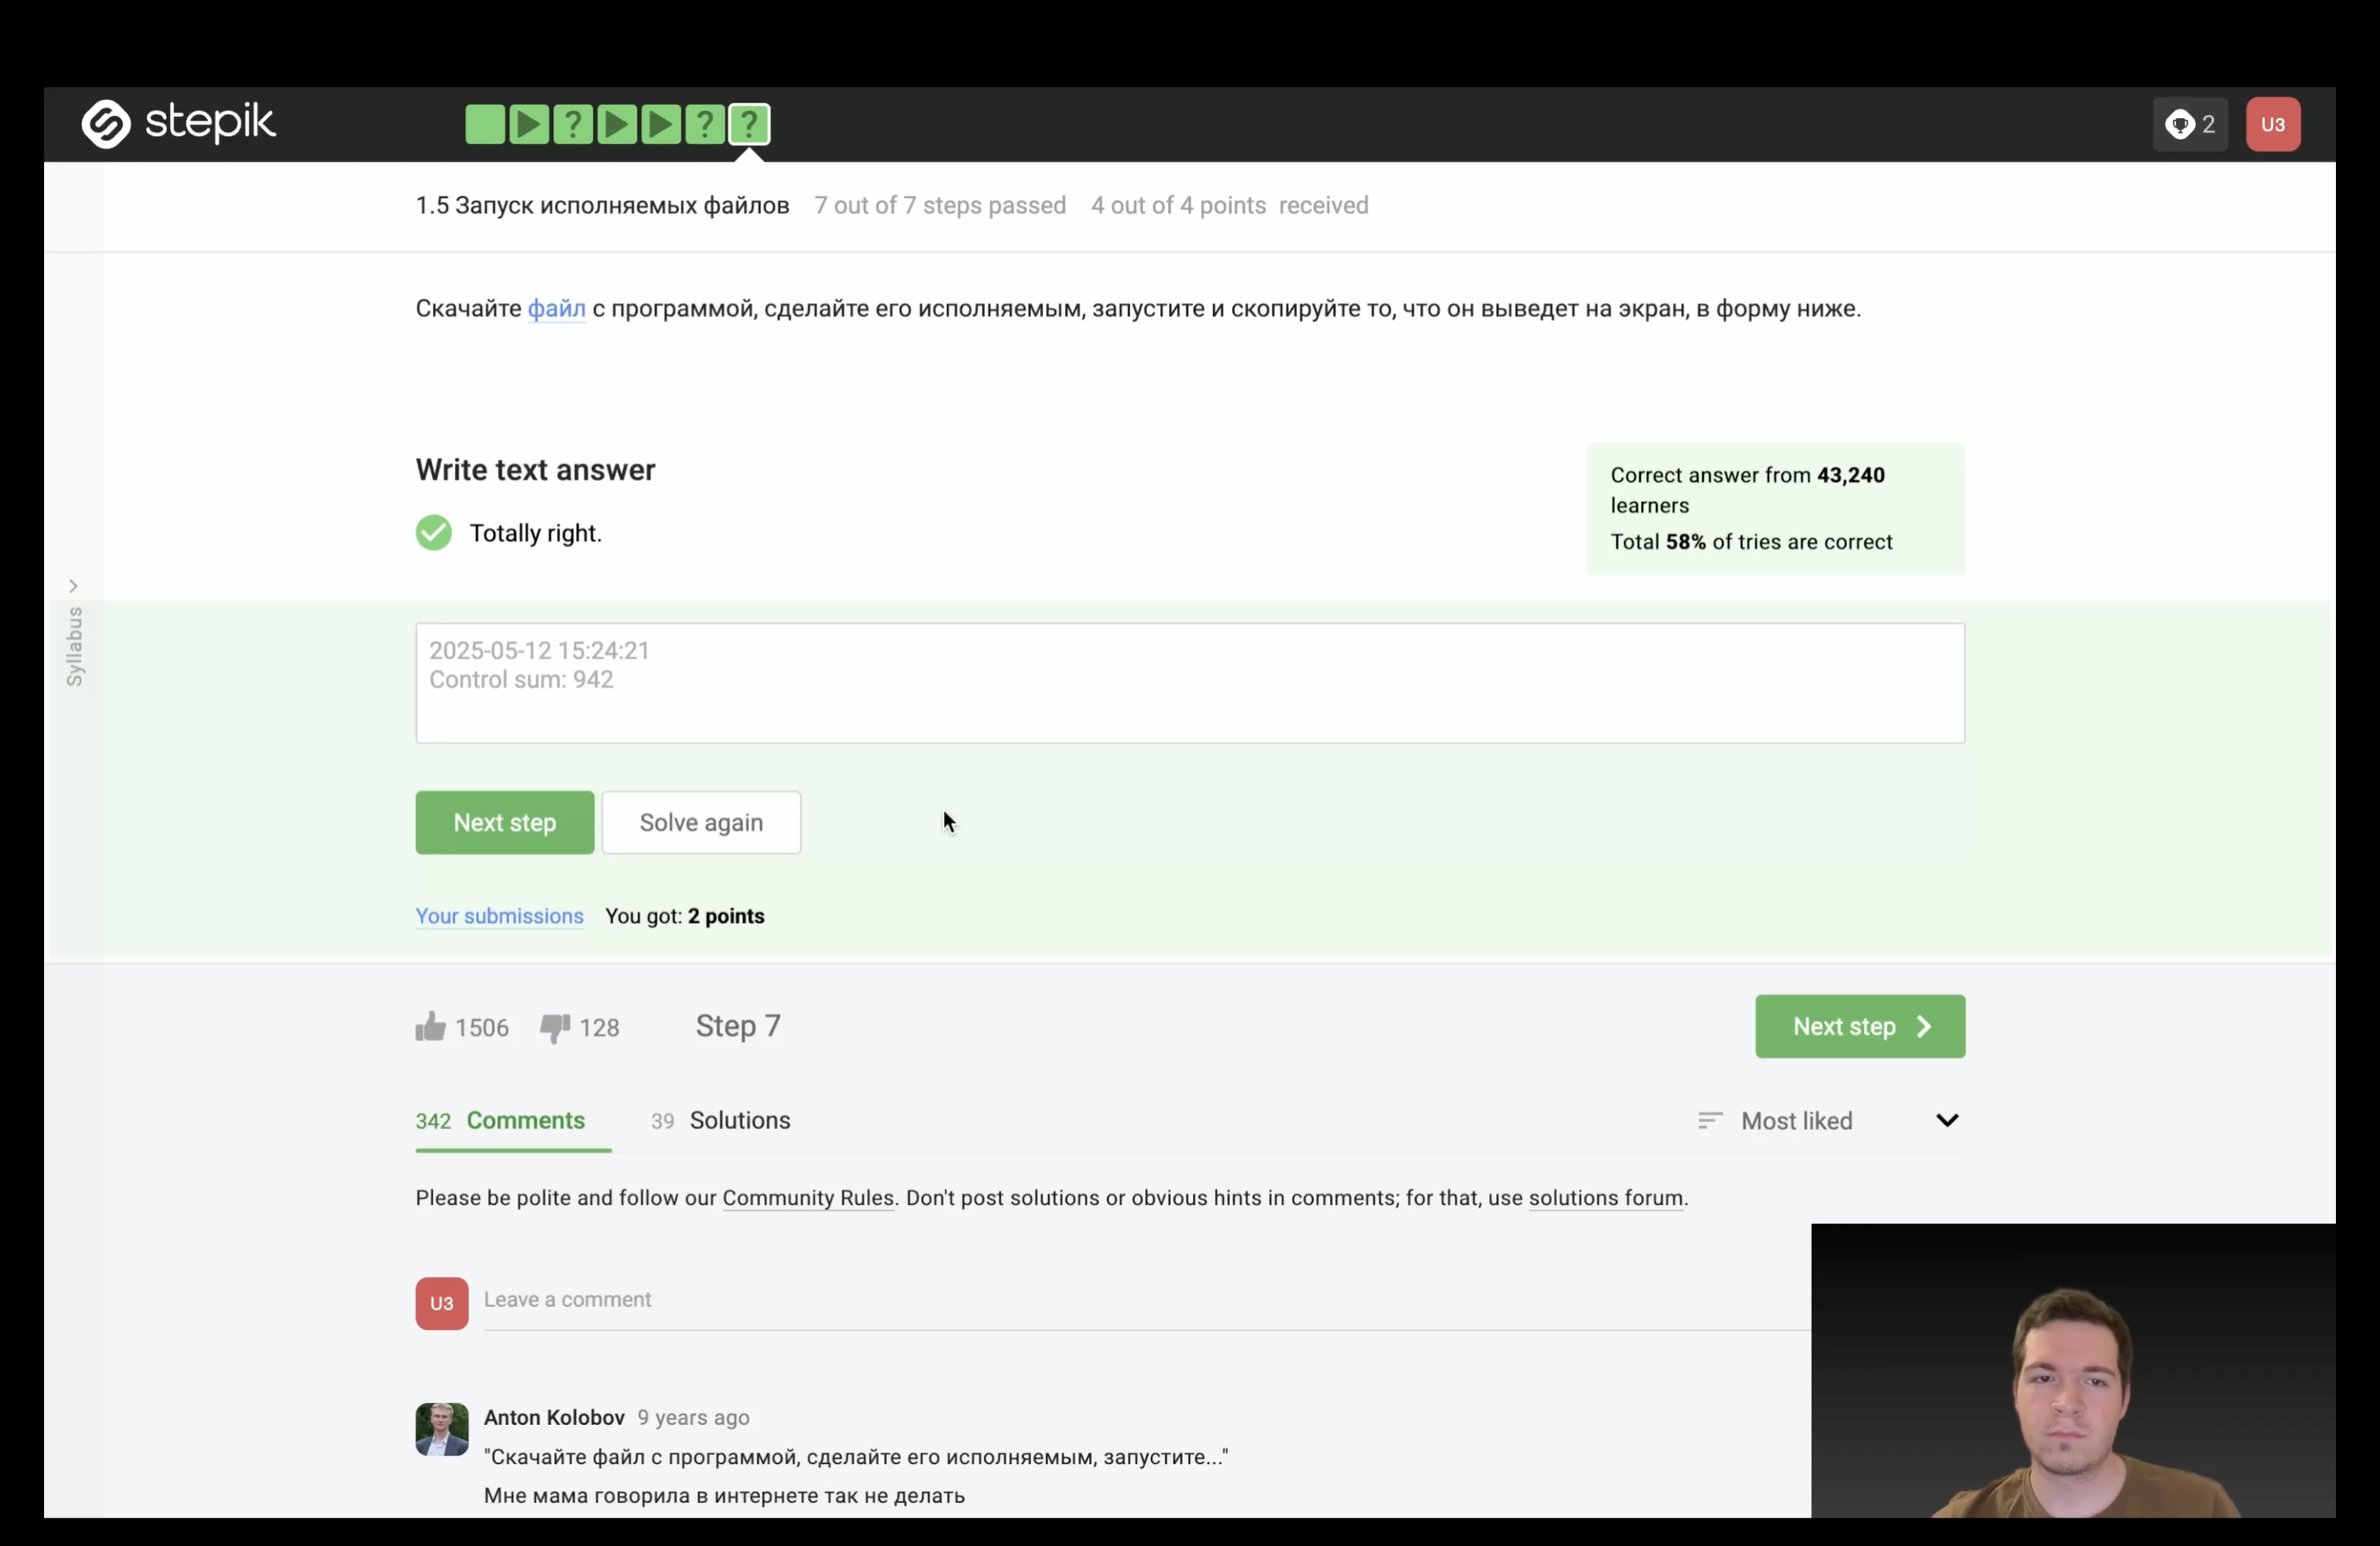 stepik
? ? ?
2
U3
1.5 Запуск исполняемых файлов 7 out of 7 steps passed 4 out of 4 points received
Скачайте файл с программой, сделайте его исполняемым, запустите и скопируйте то, что он выведет на экран, в форму ниже.
Write text answer
Totally right.
Correct answer from 43,240
learners
Total 58% of tries are correct
Syllabus
2025-05-12 15:24:21
Control sum: 942
Next step
Solve again
Your submissions You got: 2 points
1506 128 Step 7
Next step
342 Comments 39 Solutions
Most liked
Please be polite and follow our Community Rules. Don't post solutions or obvious hints in comments; for that, use solutions forum.
U3 Leave a comment
Anton Kolobov 9 years ago
"Скачайте файл с программой, сделайте его исполняемым, запустите..."
Мне мама говорила в интернете так не делать